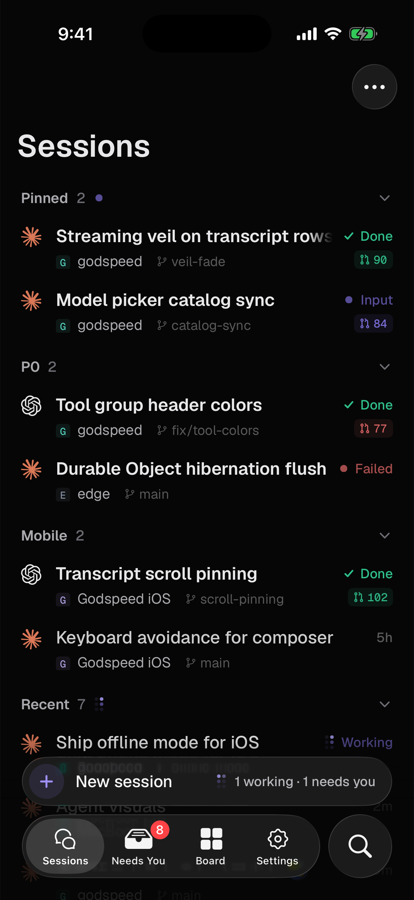 9:41
Sessions
Pinned 2
Streaming veil on transcript rows Done
G godspeed veil-fade 90
Model picker catalog sync Input
G godspeed catalog-sync 84
P0 2
Tool group header colors Done
G godspeed fix/tool-colors 77
Durable Object hibernation flush Failed
E edge main
Mobile 2
Transcript scroll pinning Done
G Godspeed iOS scroll-pinning 102
Keyboard avoidance for composer 5h
G Godspeed iOS main
Recent 7
Ship offline mode for iOS Working
New session 1 working · 1 needs you
Agent visuals 2m
8
Sessions Needs You Board Settings
godspeed main